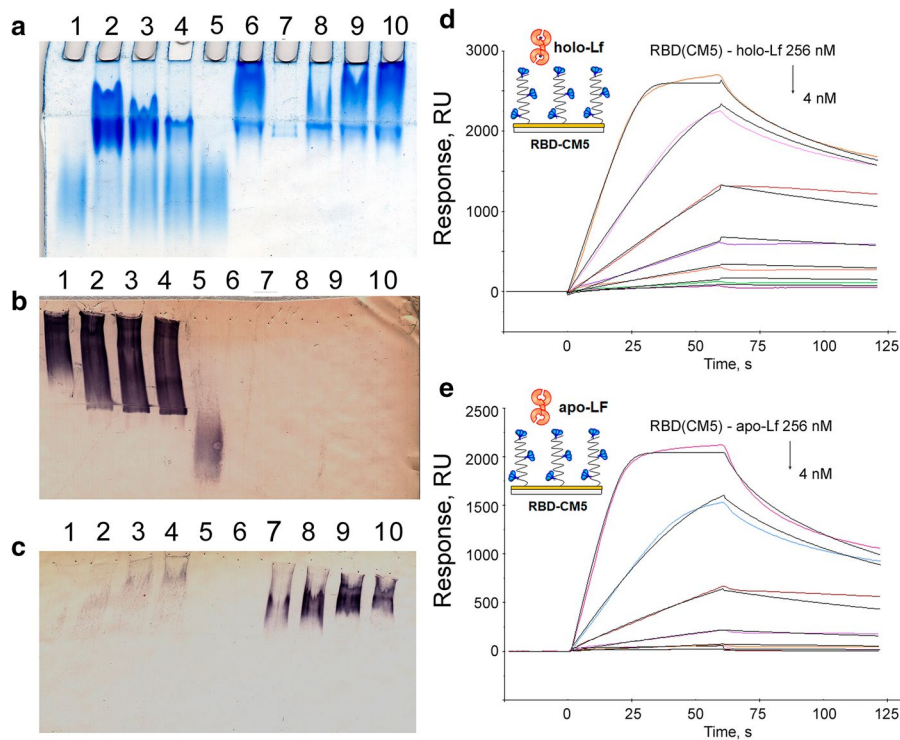 a
1 2 3 4 5 6 7 8 9 10
b
1 2 3 4 5 6 7 8 9 10
c
1 2 3 4 5 6 7 8 9 10
d
Response, RU
3000
2000
1000
0
holo-Lf
RBD-CM5
RBD(CM5) - holo-Lf 256 nM
4 nM
0 25 50 75 100 125
Time, s
e
Response, RU
2500
2000
1500
1000
500
0
apo-LF
RBD-CM5
RBD(CM5) - apo-Lf 256 nM
4 nM
0 25 50 75 100 125
Time, s